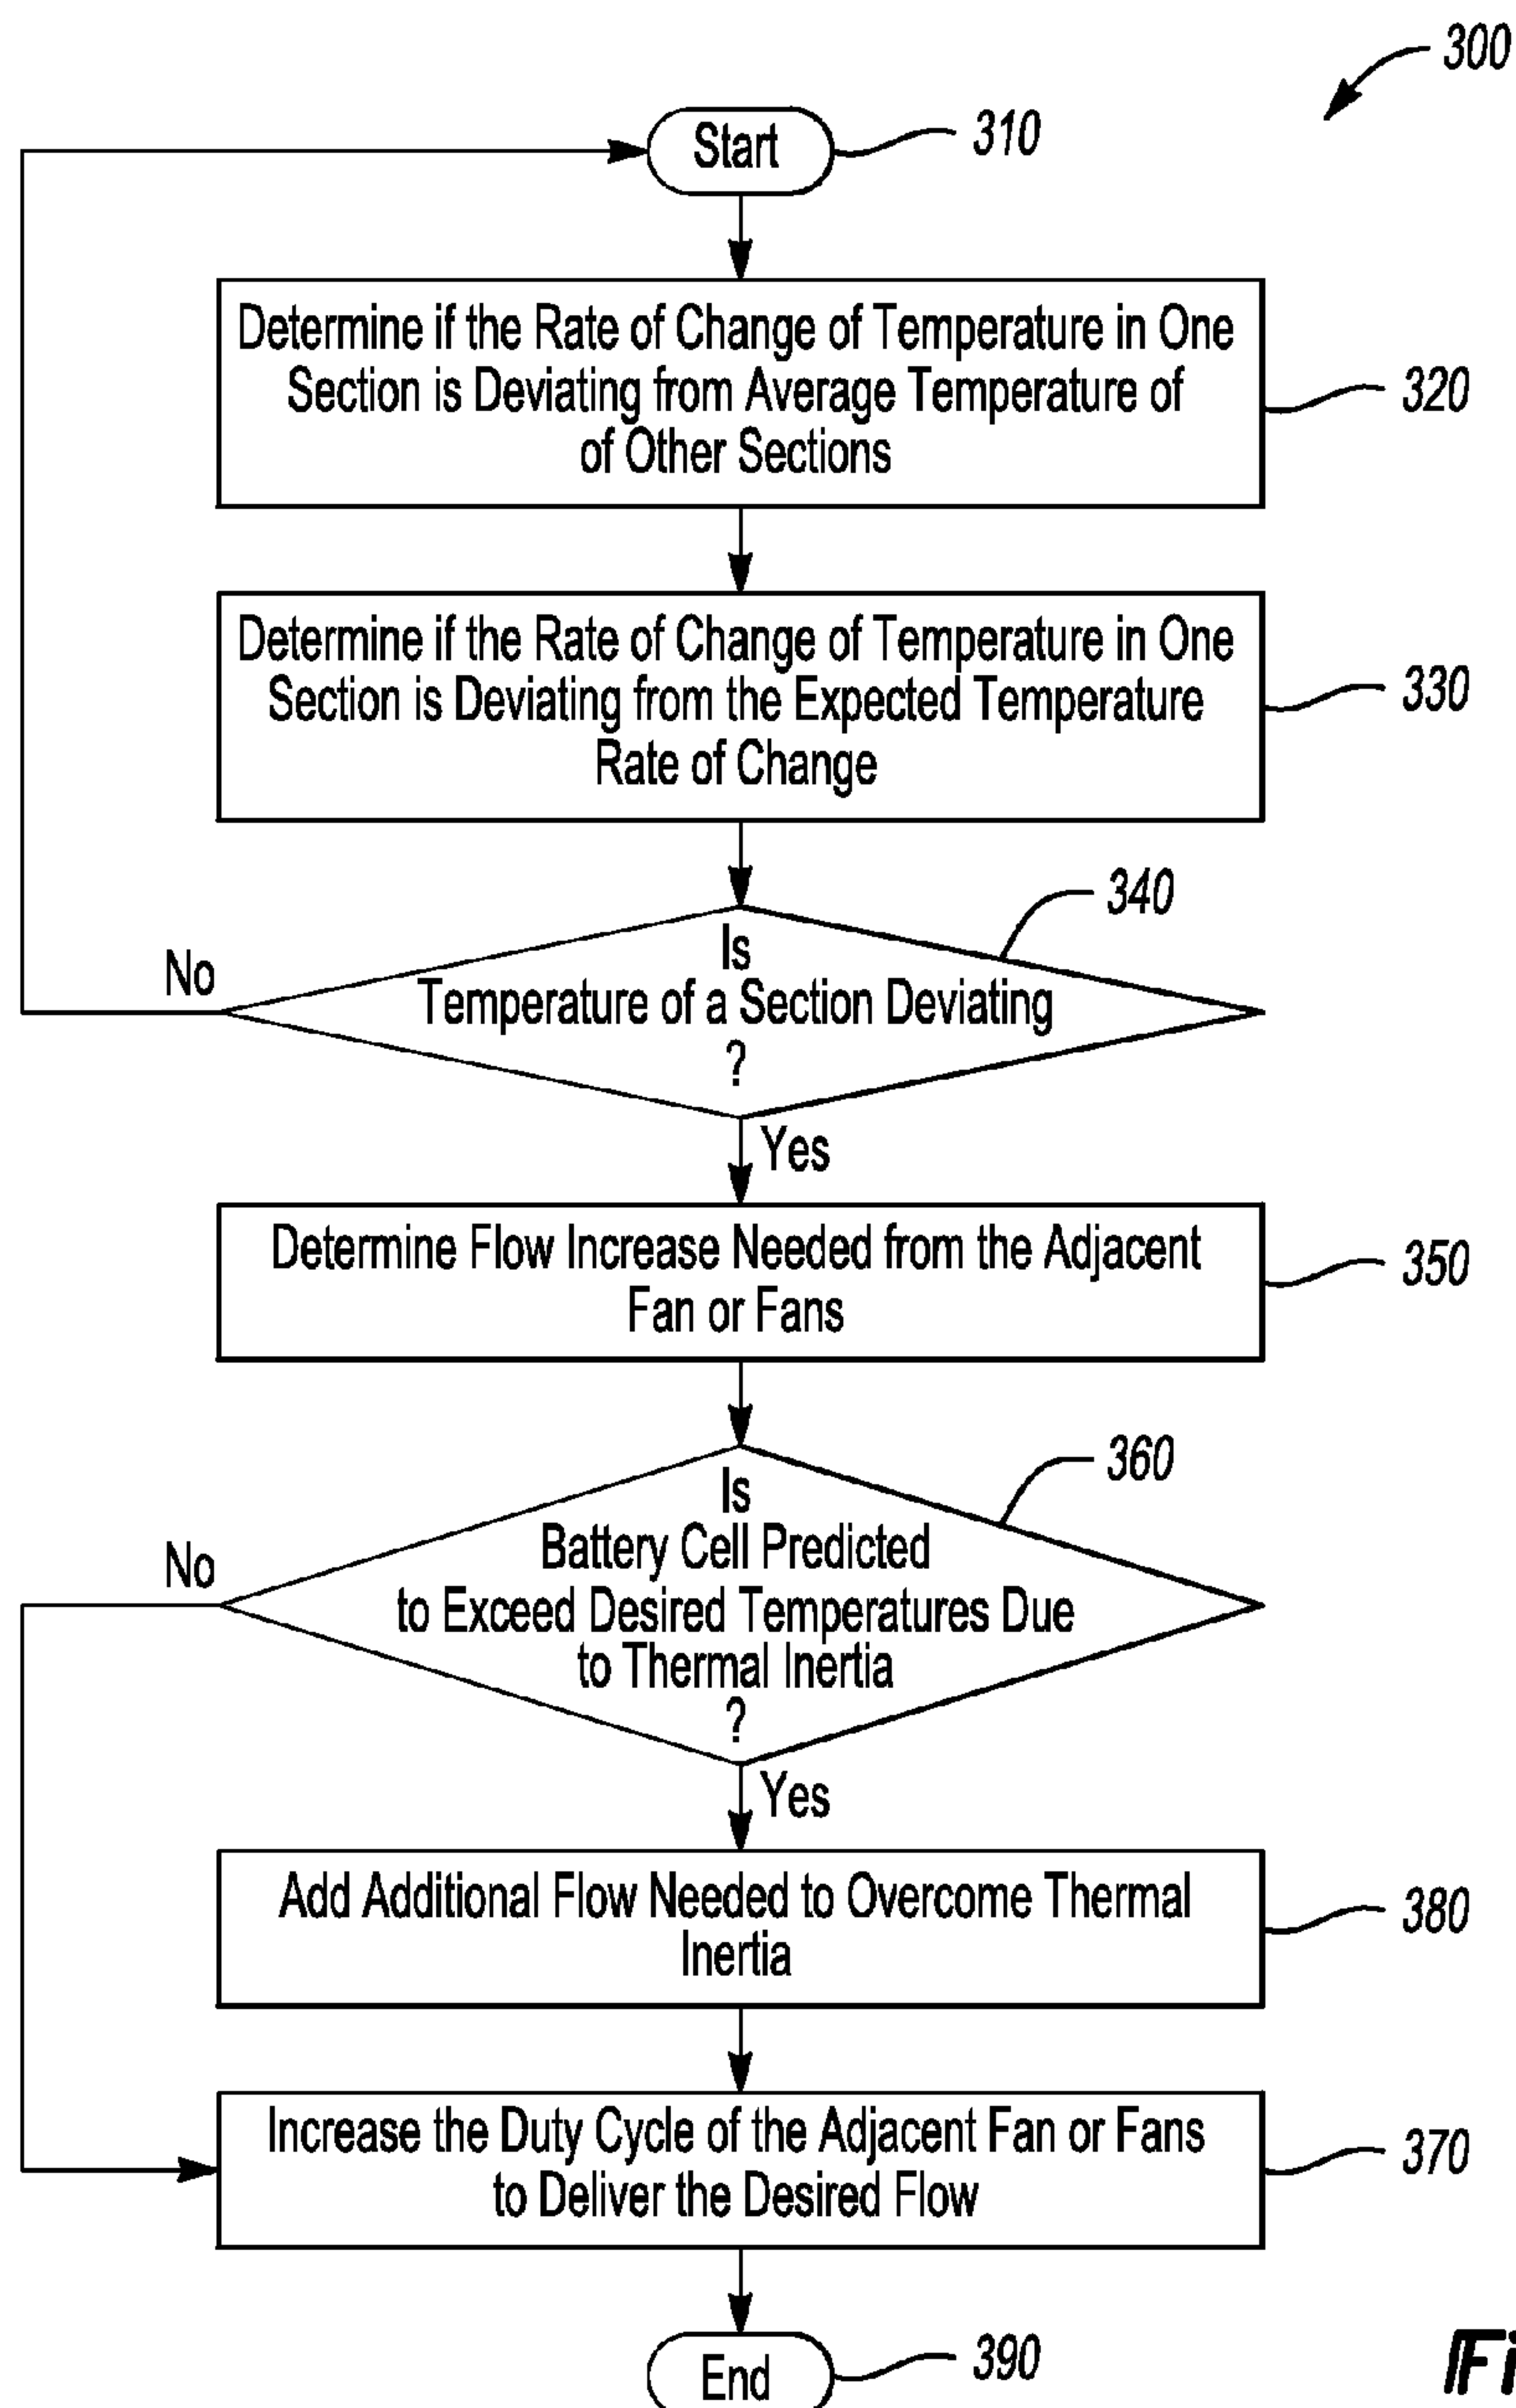 300
Start
310
Determine if the Rate of Change of Temperature in One
Section is Deviating from Average Temperature of
of Other Sections
320
Determine if the Rate of Change of Temperature in One
Section is Deviating from the Expected Temperature
Rate of Change
330
340
Is
Temperature of a Section Deviating
?
No
Yes
Determine Flow Increase Needed from the Adjacent
Fan or Fans
350
360
Is
Battery Cell Predicted
to Exceed Desired Temperatures Due
to Thermal Inertia
?
No
Yes
Add Additional Flow Needed to Overcome Thermal
Inertia
380
Increase the Duty Cycle of the Adjacent Fan or Fans
to Deliver the Desired Flow
370
End
390